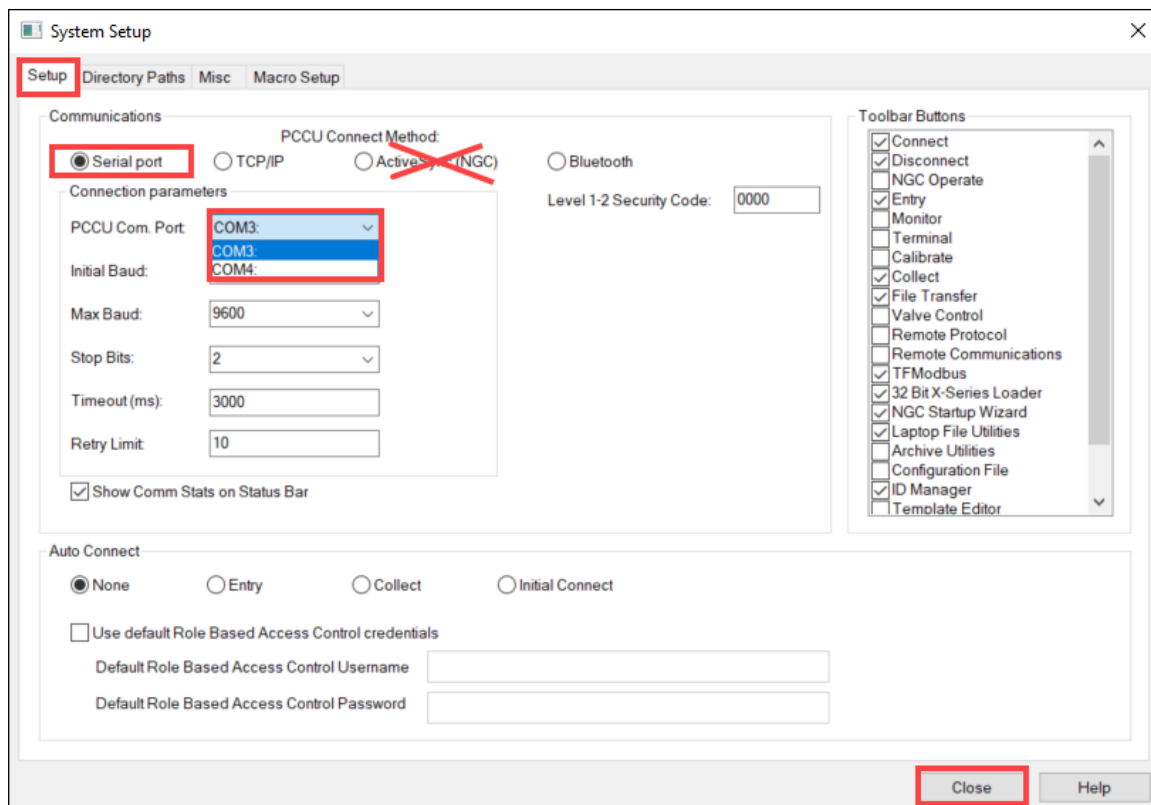 System Setup
Setup Directory Paths Misc Macro Setup
Communications
PCCU Connect Method:
Serial port TCP/IP ActiveSync (NGC) Bluetooth
Connection parameters
Level 1-2 Security Code: 0000
PCCU Com. Port: COM3:
COM3:
COM4:
Initial Baud:
Max Baud: 9600
Stop Bits: 2
Timeout (ms): 3000
Retry Limit: 10
Show Comm Stats on Status Bar
Toolbar Buttons
Connect
Disconnect
NGC Operate
Entry
Monitor
Terminal
Calibrate
Collect
File Transfer
Valve Control
Remote Protocol
Remote Communications
TFModbus
32 Bit X-Series Loader
NGC Startup Wizard
Laptop File Utilities
Archive Utilities
Configuration File
ID Manager
Template Editor
Auto Connect
None Entry Collect Initial Connect
Use default Role Based Access Control credentials
Default Role Based Access Control Username
Default Role Based Access Control Password
Close Help